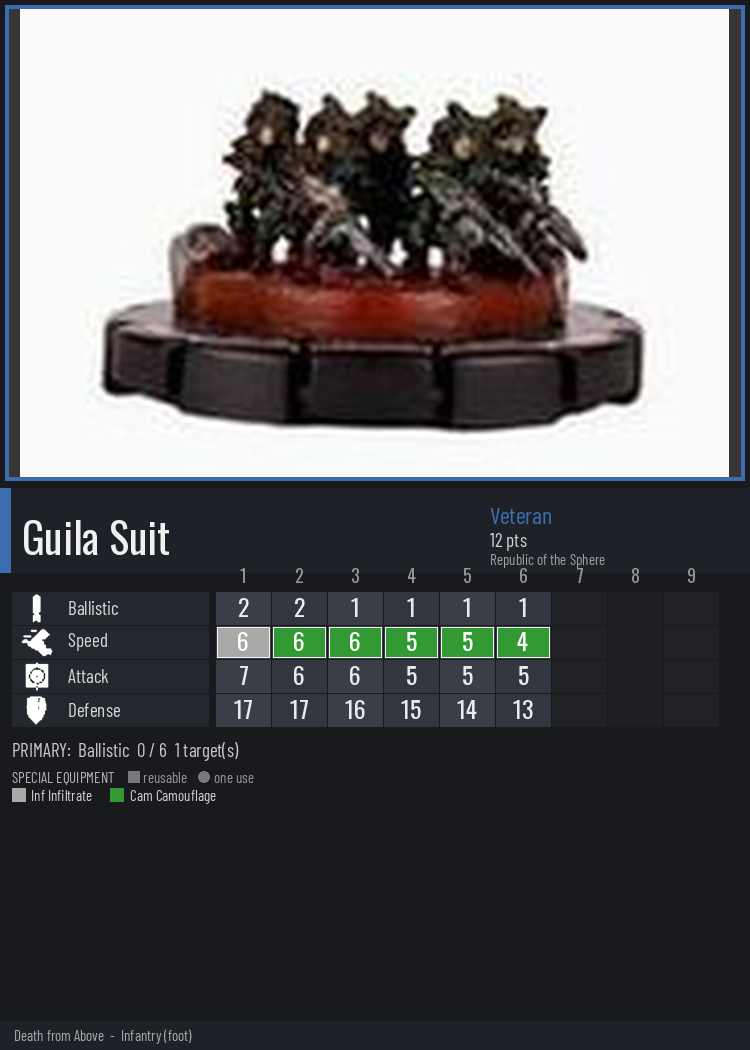 Guila Suit
Veteran
12 pts
Republic of the Sphere
1 2 3 4 5 6 7 8 9
Ballistic 2 2 1 1 1 1
Speed 6 6 6 5 5 4
Attack 7 6 6 5 5 5
Defense 17 17 16 15 14 13
PRIMARY: Ballistic 0 / 6 1 target(s)
SPECIAL EQUIPMENT reusable one use
Inf Infiltrate Cam Camouflage
Death from Above - Infantry (foot)